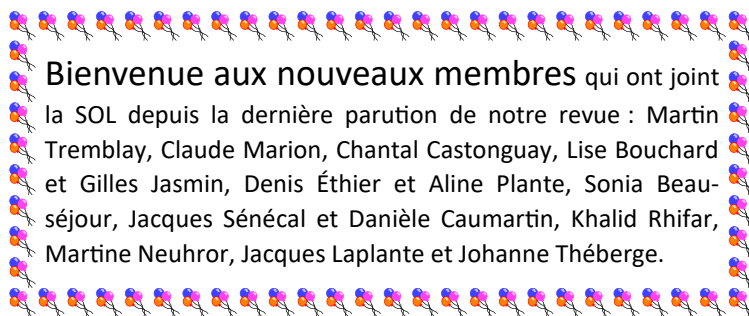 Bienvenue aux nouveaux membres qui ont joint
la SOL depuis la dernière parution de notre revue : Martin
Tremblay, Claude Marion, Chantal Castonguay, Lise Bouchard
et Gilles Jasmin, Denis Éthier et Aline Plante, Sonia Beau-
séjour, Jacques Sénécal et Danièle Caumartin, Khalid Rhifar,
Martine Neuhror, Jacques Laplante et Johanne Théberge.